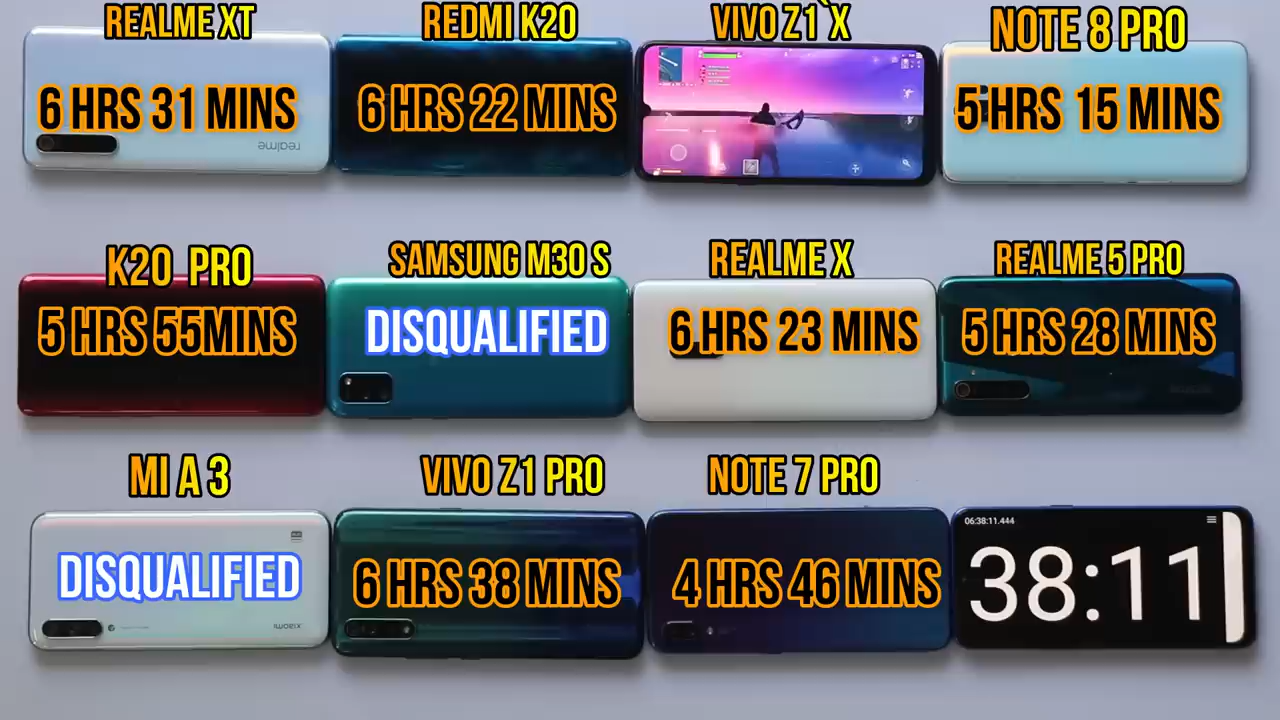 REALME XT
REDMI K20
VIVO Z1`X
NOTE 8 PRO
6 HRS 31 MINS
6 HRS 22 MINS
5 HRS 15 MINS
realme
K20 PRO
SAMSUNG M30 S
REALME X
REALME 5 PRO
5 HRS 55MINS
DISQUALIFIED
6 HRS 23 MINS
5 HRS 28 MINS
MI A 3
VIVO Z1 PRO
NOTE 7 PRO
06:38:11.444
38:11
DISQUALIFIED
6 HRS 38 MINS
4 HRS 46 MINS
xiaomi